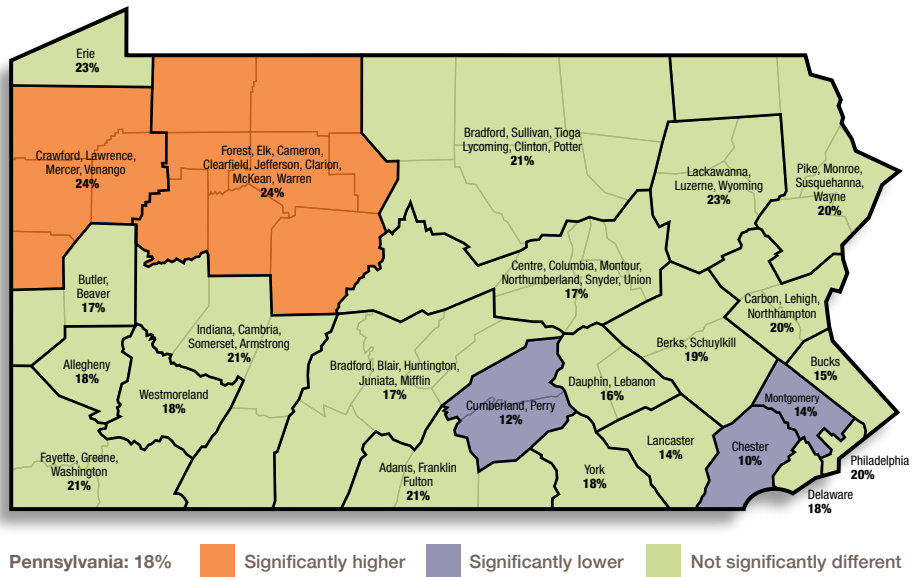 Erie
23%
Crawford, Lawrence,
Mercer, Venango
24%
Forest, Elk, Cameron,
Clearfield, Jefferson, Clarion,
McKean, Warren
24%
Bradford, Sullivan, Tioga
Lycoming, Clinton, Potter
21%
Lackawanna,
Luzerne, Wyoming
23%
Pike, Monroe,
Susquehanna,
Wayne
20%
Butler,
Beaver
17%
Centre, Columbia, Montour,
Northumberland, Snyder, Union
17%
Carbon, Lehigh,
Northhampton
20%
Indiana, Cambria,
Somerset, Armstrong
21%
Berks, Schuylkill
19%
Allegheny
18%
Bradford, Blair, Huntington,
Juniata, Mifflin
17%
Bucks
15%
Westmoreland
18%
Dauphin, Lebanon
16%
Montgomery
14%
Cumberland, Perry
12%
Fayette, Greene,
Washington
21%
Adams, Franklin
Fulton
21%
York
18%
Lancaster
14%
Chester
10%
Philadelphia
20%
Delaware
18%
Pennsylvania: 18%
Significantly higher
Significantly lower
Not significantly different